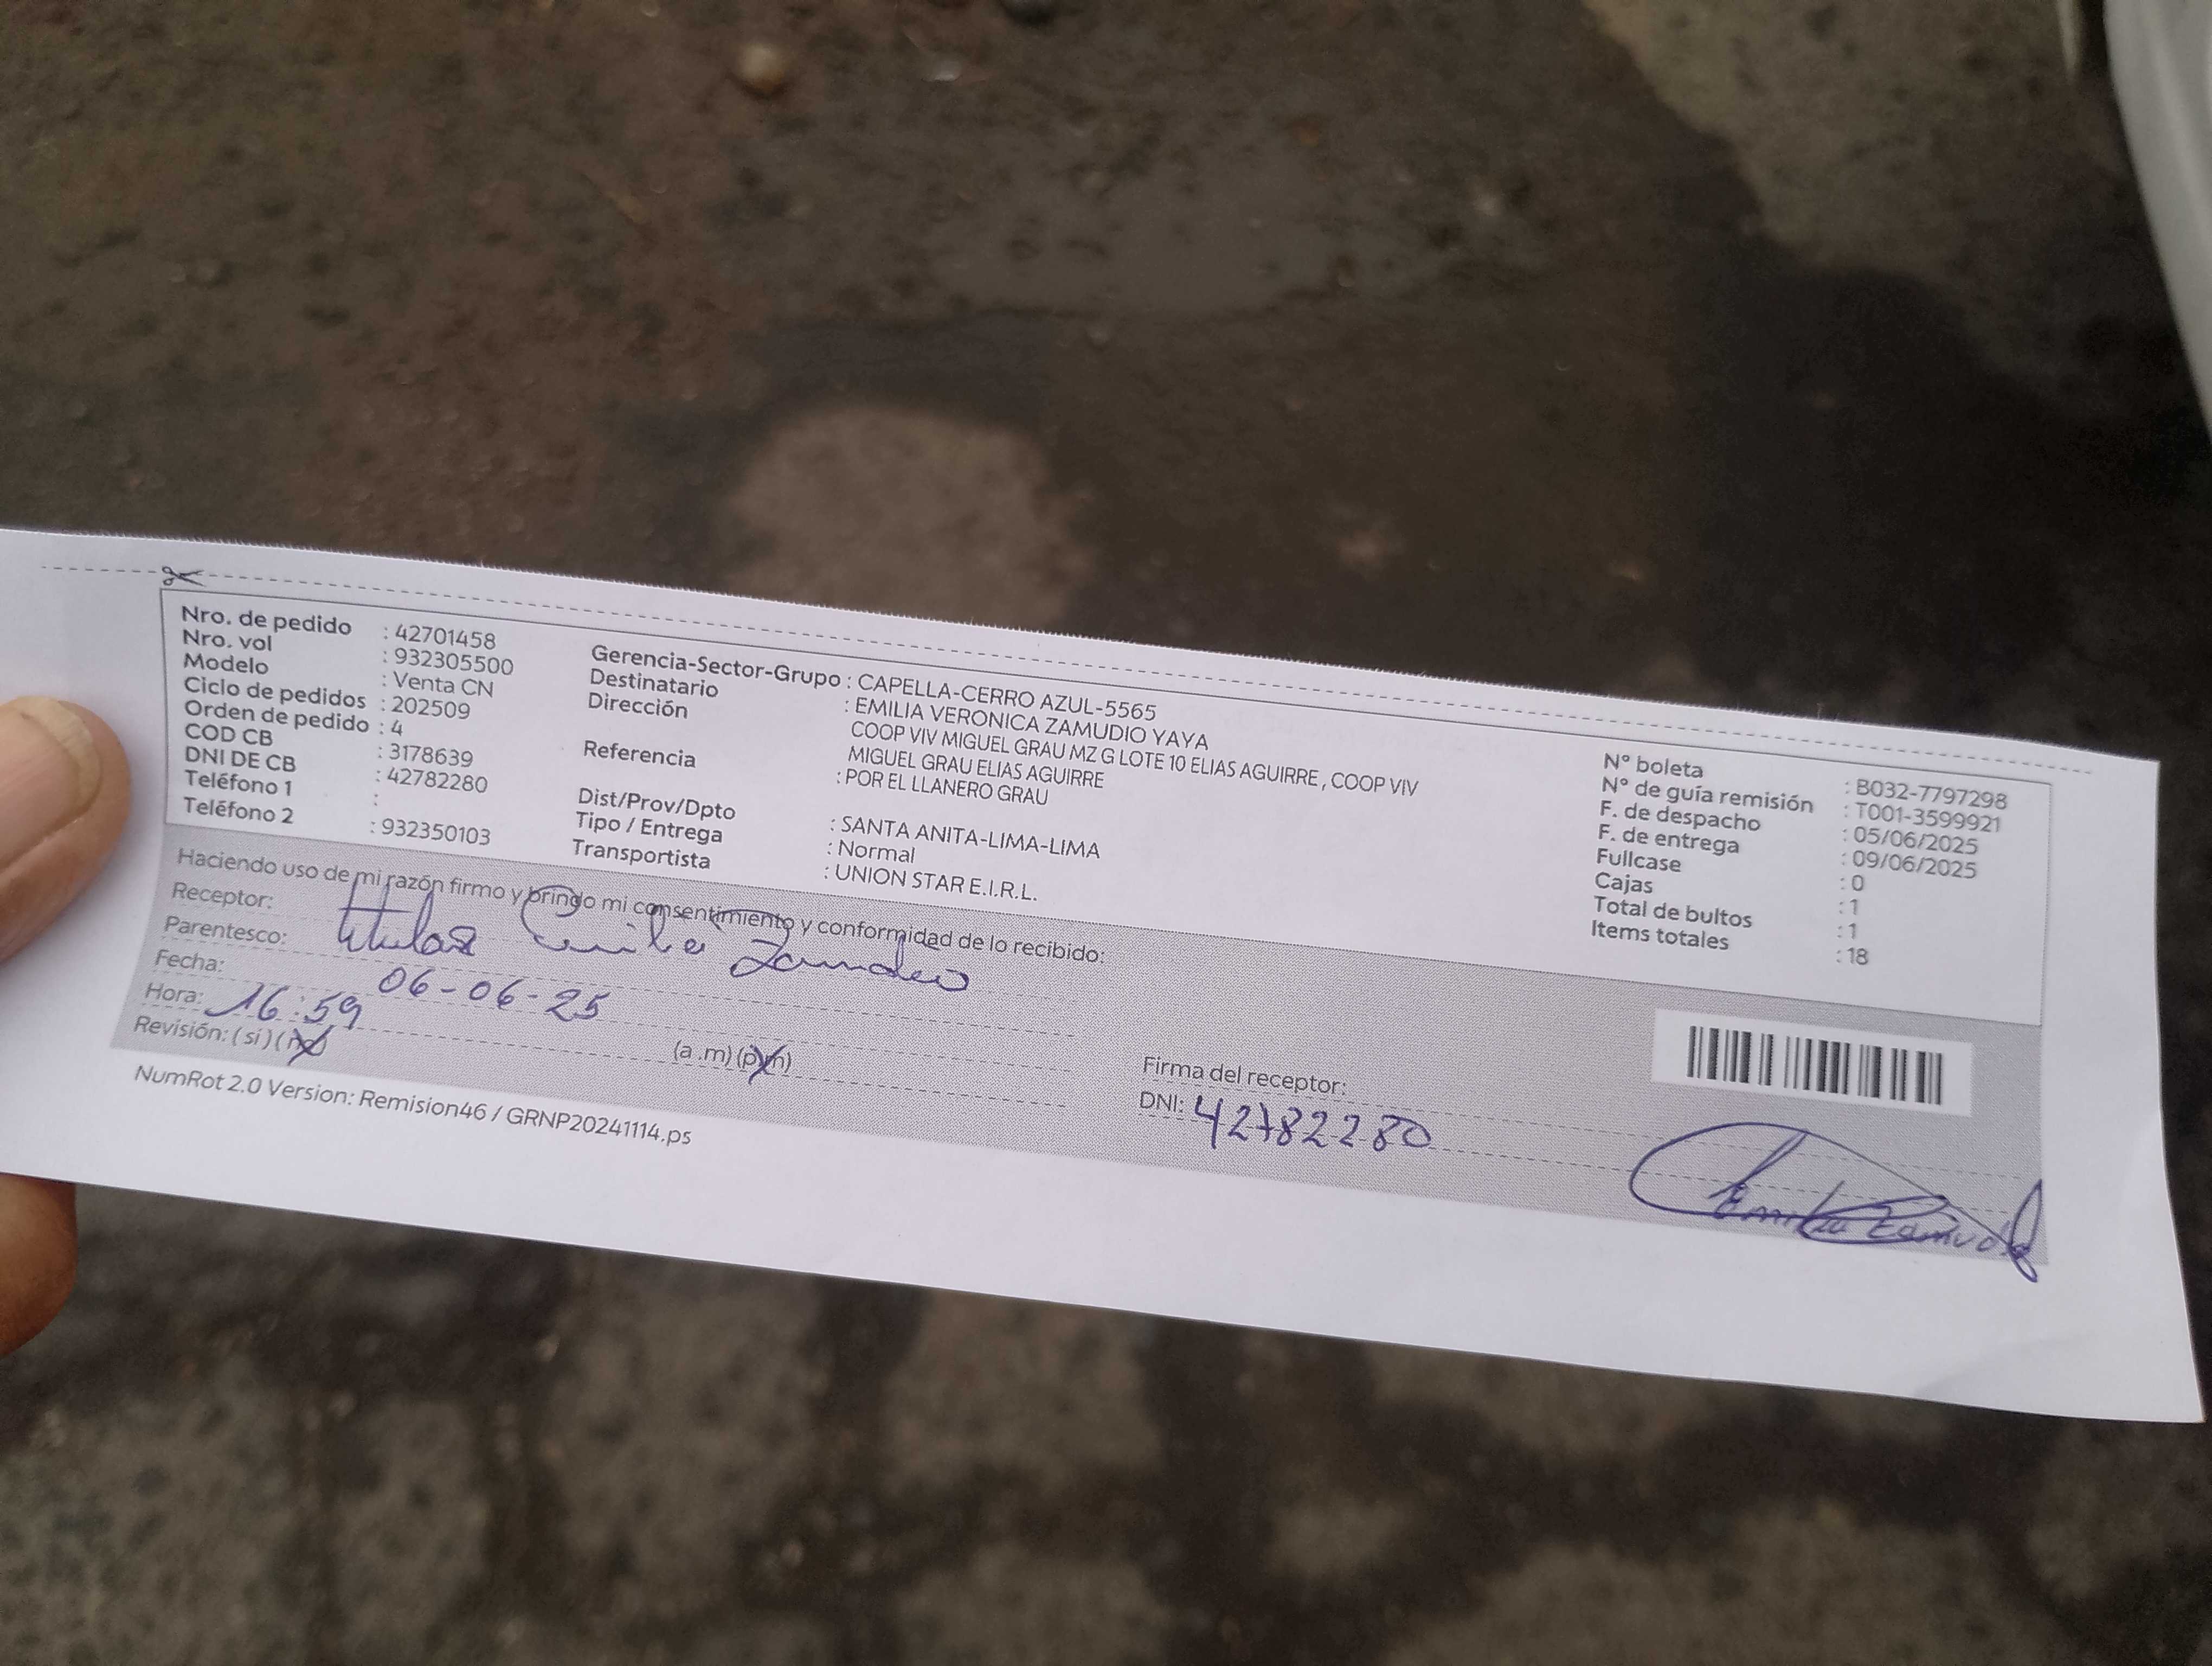 Nro. de pedido : 42701458
Nro. vol : 932305500
Modelo : Venta CN
Ciclo de pedidos : 202509
Orden de pedido : 4
COD CB : 3178639
DNI DE CB : 42782280
Teléfono 1 :
Teléfono 2 : 932350103
Gerencia-Sector-Grupo : CAPELLA-CERRO AZUL-5565
Destinatario : EMILIA VERONICA ZAMUDIO YAYA
Dirección COOP VIV MIGUEL GRAU MZ G LOTE 10 ELIAS AGUIRRE , COOP VIV
MIGUEL GRAU ELIAS AGUIRRE
Referencia : POR EL LLANERO GRAU
Dist/Prov/Dpto : SANTA ANITA-LIMA-LIMA
Tipo / Entrega : Normal
Transportista : UNION STAR E.I.R.L.
N° boleta : B032-7797298
N° de guía remisión : T001-3599921
F. de despacho : 05/06/2025
F. de entrega : 09/06/2025
Fullcase : 0
Cajas : 1
Total de bultos : 1
Items totales : 18
Haciendo uso de mi razón firmo y bringo mi consentimiento y conformidad de lo recibido:
Receptor:
Parentesco: titular Emilia Zamudio
Fecha: 06-06-25
Hora: 16:59 (a .m) (p.m)
Revisión: ( si ) ( no)
Firma del receptor: Emilia Zamudio
DNI: 42782280
NumRot 2.0 Version: Remision46 / GRNP20241114.ps